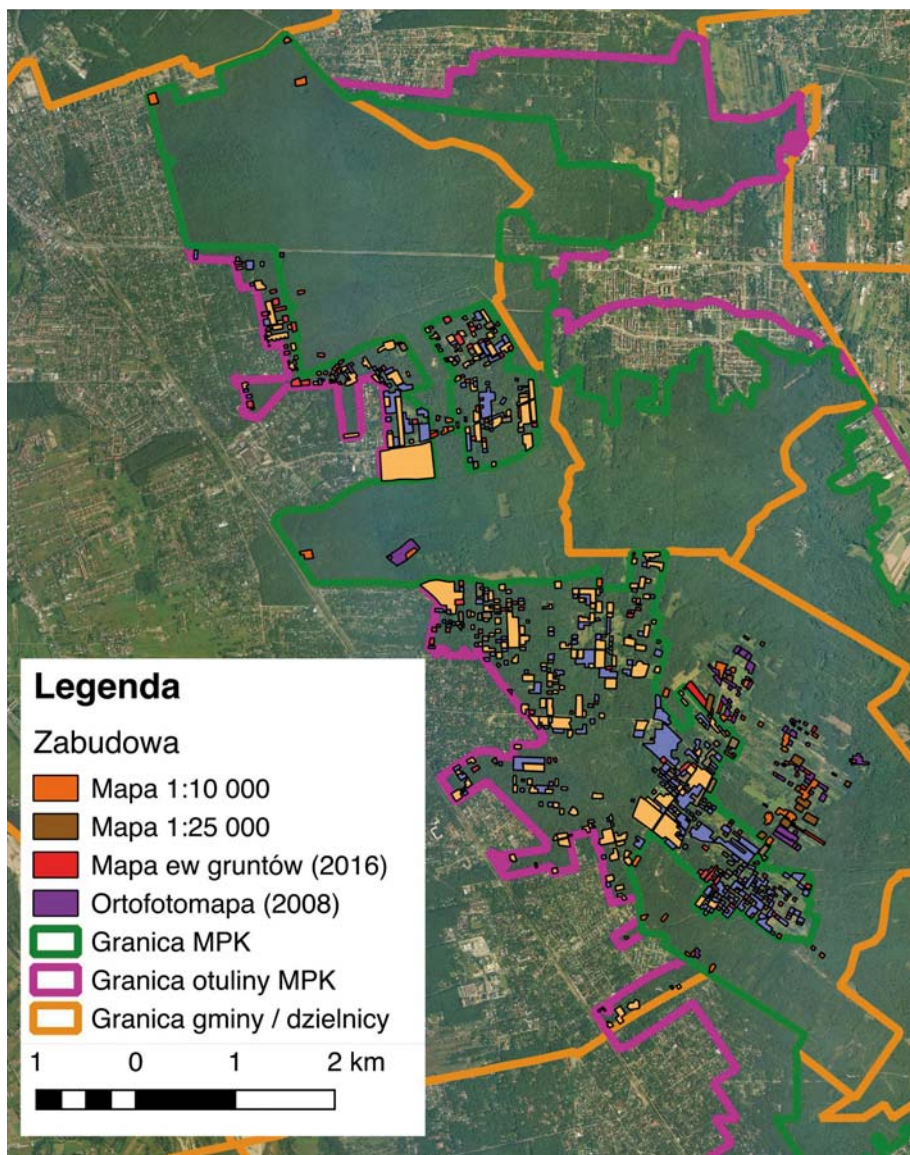 Legenda
Zabudowa
Mapa 1:10 000
Mapa 1:25 000
Mapa ew gruntów (2016)
Ortofotomapa (2008)
Granica MPK
Granica otuliny MPK
Granica gminy / dzielnicy
1 0 1 2 km